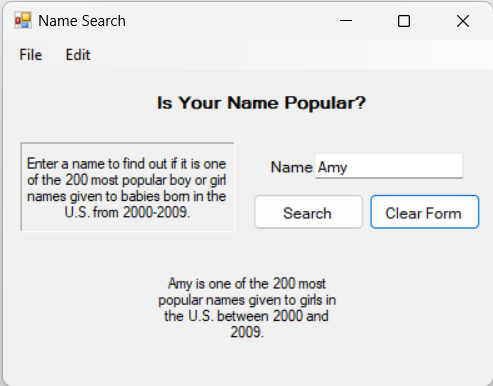 Name Search
File Edit
Is Your Name Popular?
Enter a name to find out if it is one
of the 200 most popular boy or girl
names given to babies born in the
U.S. from 2000-2009.
Name Amy
Search Clear Form
Amy is one of the 200 most
popular names given to girls in
the U.S. between 2000 and
2009.